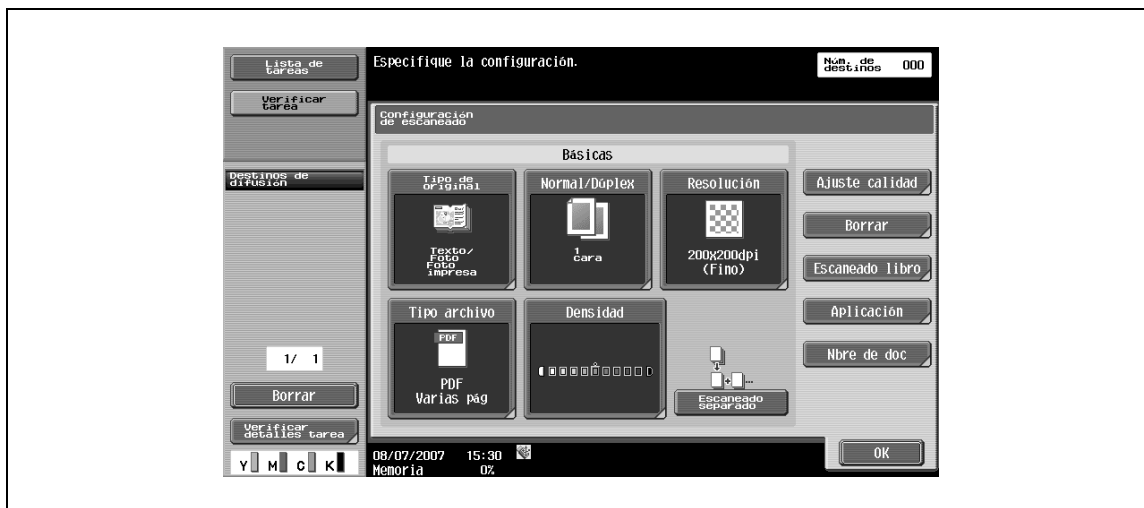 Lista de
tareas
Verificar
tarea
Destinos de
difusión
1/ 1
Borrar
Verificar
detalles tarea
Y M C K
Especifique la configuración.
Núm. de
destinos 000
Configuración
de escaneado
Básicas
Tipo de
original
Texto/
Foto
Foto
impresa
Normal/Dúplex
1
cara
Resolución
200x200dpi
(Fino)
Tipo archivo
PDF
PDF
Varias pág
Densidad
Escaneado
separado
Ajuste calidad
Borrar
Escaneado libro
Aplicación
Nbre de doc
08/07/2007 15:30
Memoria 0%
OK